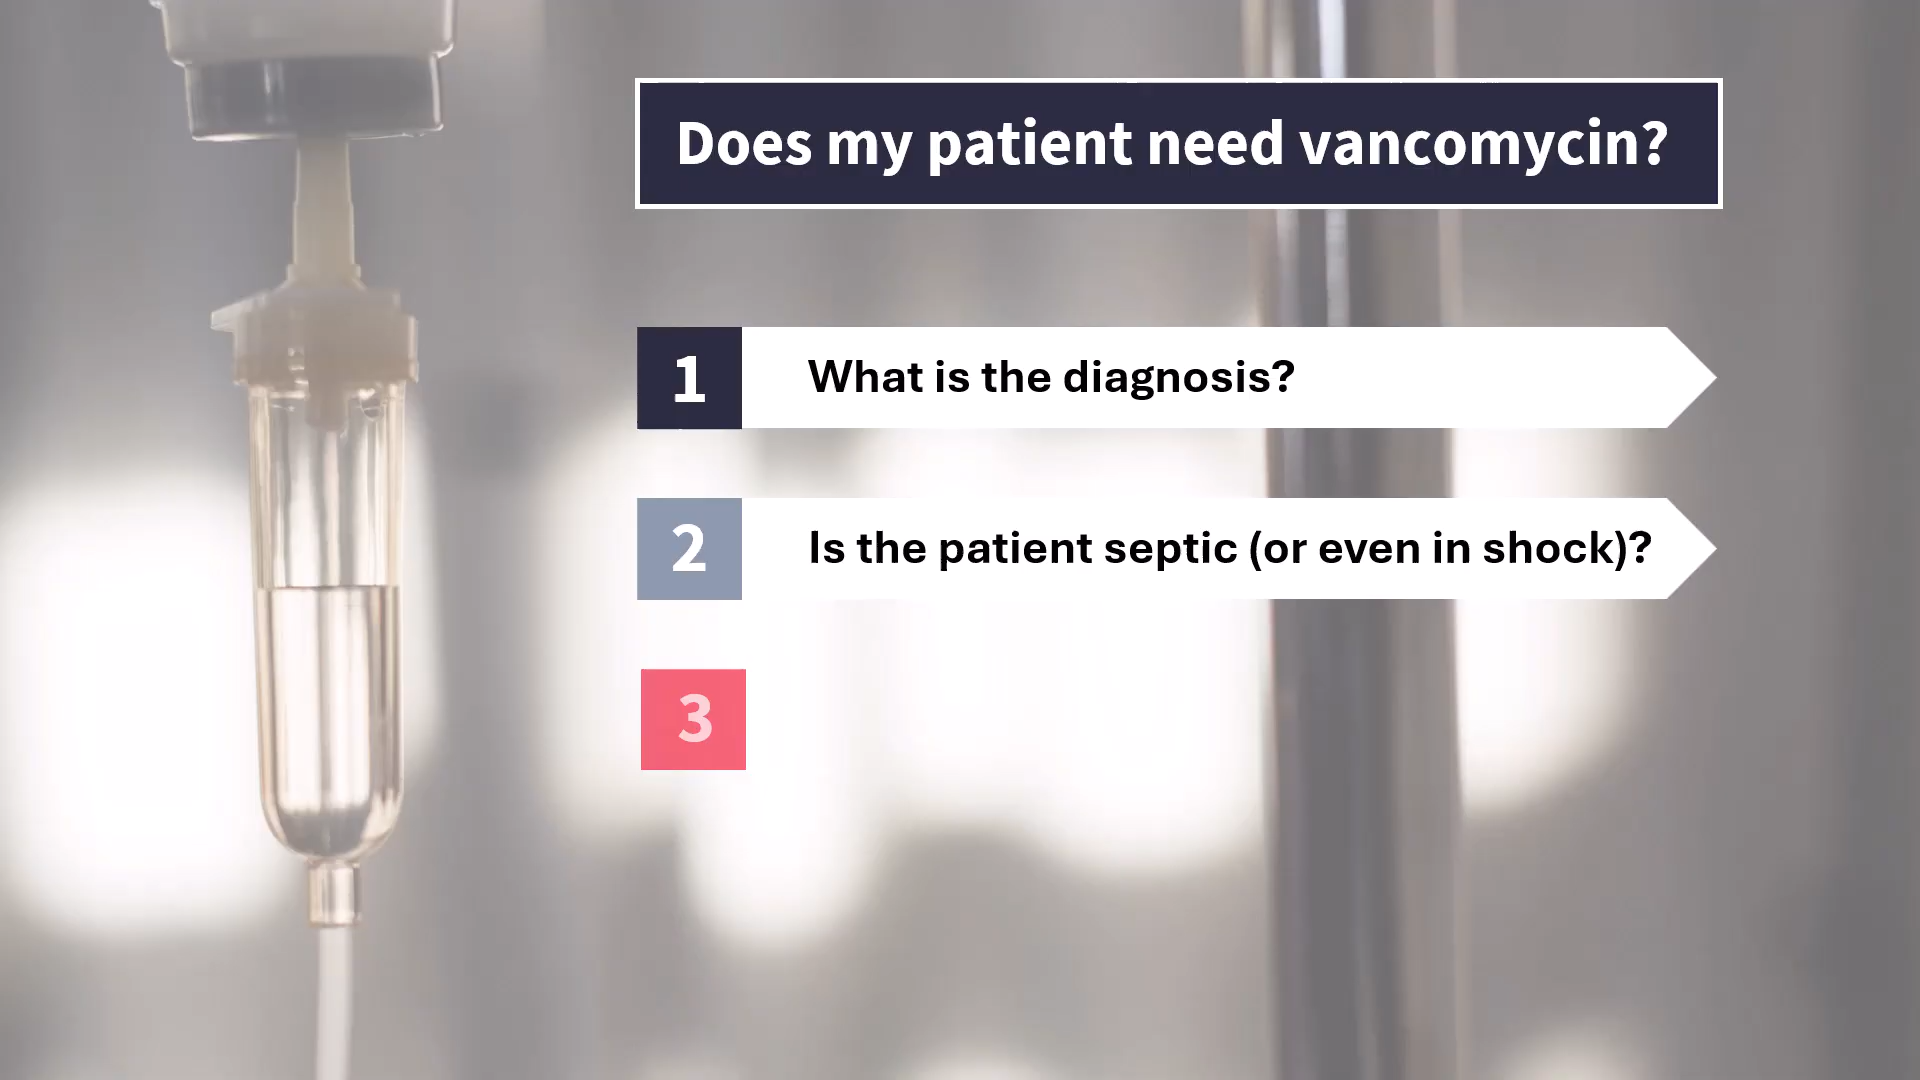 Does my patient need vancomycin?
1 What is the diagnosis?
2 Is the patient septic (or even in shock)?
3